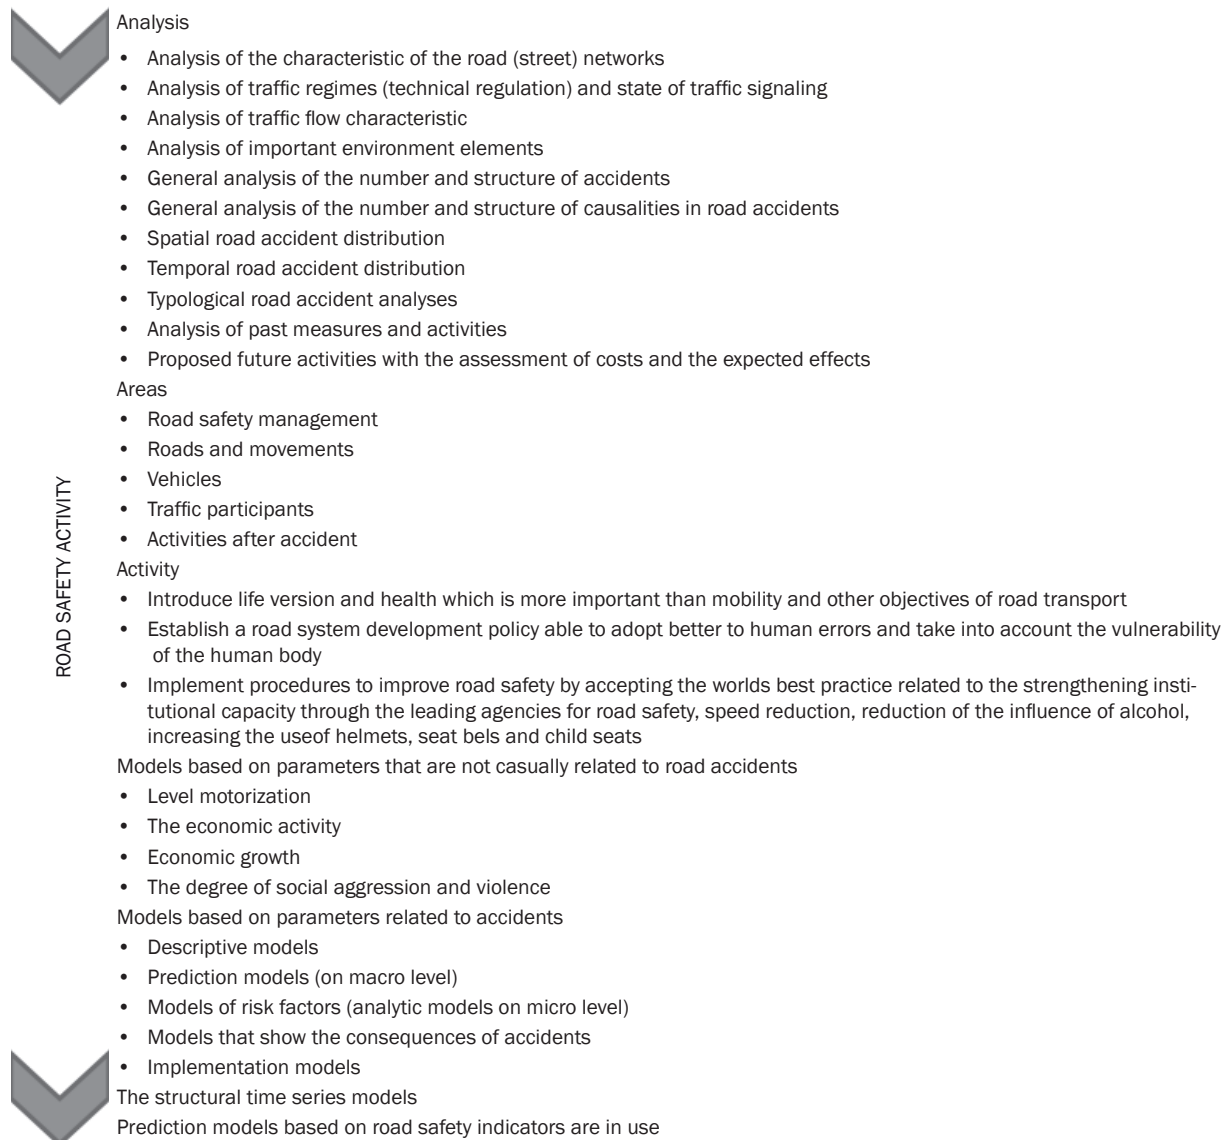 Analysis
• Analysis of the characteristic of the road (street) networks
• Analysis of traffic regimes (technical regulation) and state of traffic signaling
• Analysis of traffic flow characteristic
• Analysis of important environment elements
• General analysis of the number and structure of accidents
• General analysis of the number and structure of causalities in road accidents
• Spatial road accident distribution
• Temporal road accident distribution
• Typological road accident analyses
• Analysis of past measures and activities
• Proposed future activities with the assessment of costs and the expected effects
Areas
• Road safety management
• Roads and movements
• Vehicles
• Traffic participants
• Activities after accident
ROAD SAFETY ACTIVITY
Activity
• Introduce life version and health which is more important than mobility and other objectives of road transport
• Establish a road system development policy able to adopt better to human errors and take into account the vulnerability
of the human body
• Implement procedures to improve road safety by accepting the worlds best practice related to the strengthening insti-
tutional capacity through the leading agencies for road safety, speed reduction, reduction of the influence of alcohol,
increasing the useof helmets, seat bels and child seats
Models based on parameters that are not casually related to road accidents
• Level motorization
• The economic activity
• Economic growth
• The degree of social aggression and violence
Models based on parameters related to accidents
• Descriptive models
• Prediction models (on macro level)
• Models of risk factors (analytic models on micro level)
• Models that show the consequences of accidents
• Implementation models
The structural time series models
Prediction models based on road safety indicators are in use